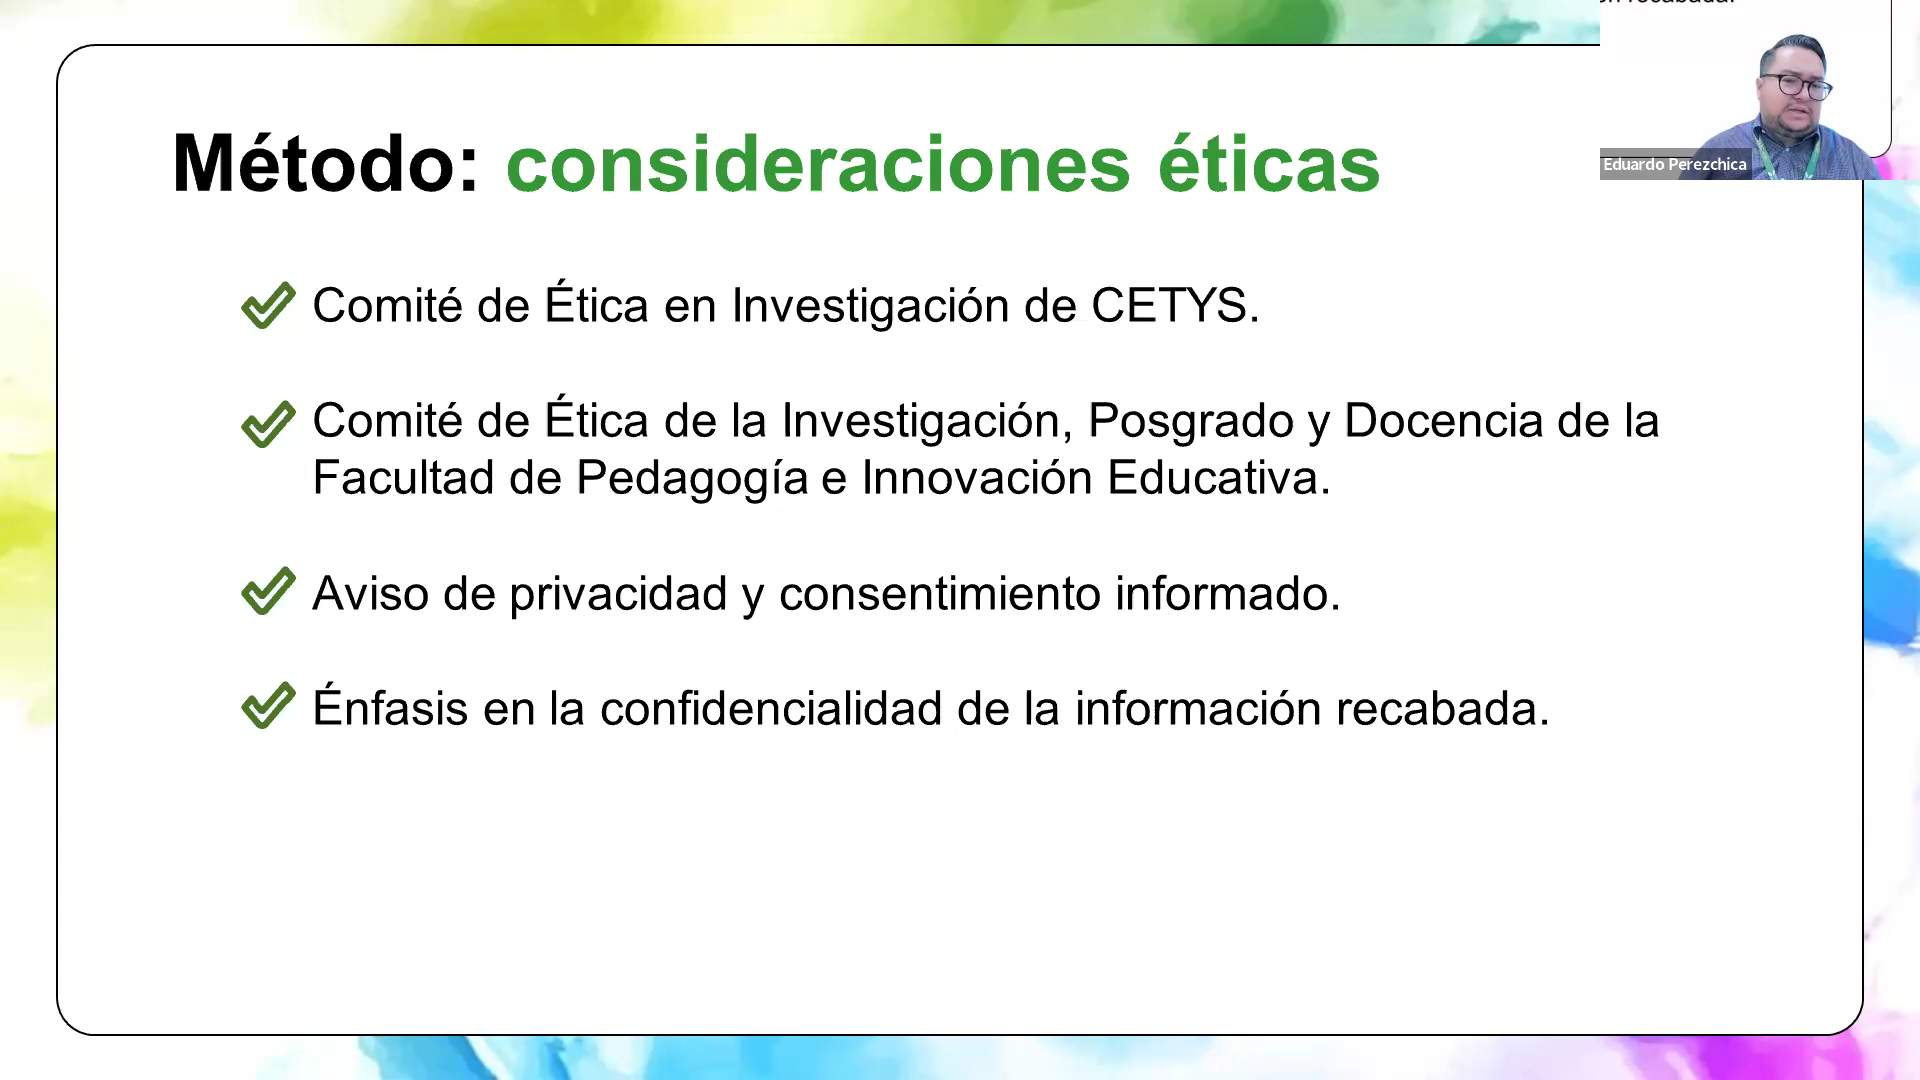 Método: consideraciones éticas
Comité de Ética en Investigación de CETYS.
Comité de Ética de la Investigación, Posgrado y Docencia de la
Facultad de Pedagogía e Innovación Educativa.
Aviso de privacidad y consentimiento informado.
Énfasis en la confidencialidad de la información recabada.
Eduardo Perezchica